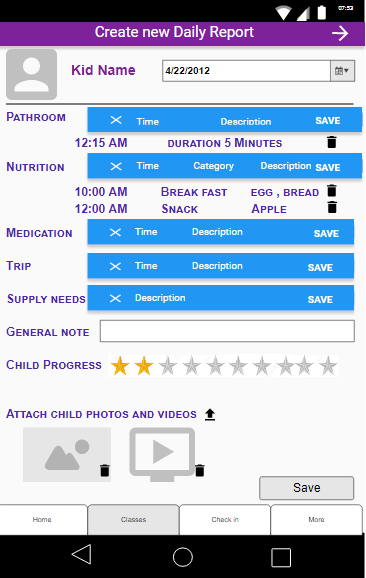 07:53
Create new Daily Report
Kid Name 4/22/2012
Pathroom Time Description SAVE
12:15 AM duration 5 Minutes
Nutrition Time Category Description SAVE
10:00 AM Break fast egg , bread
12:00 AM Snack Apple
Medication Time Description SAVE
Trip Time Description SAVE
Supply needs Description SAVE
General note
Child Progress
Attach child photos and videos
Save
Home Classes Check in More